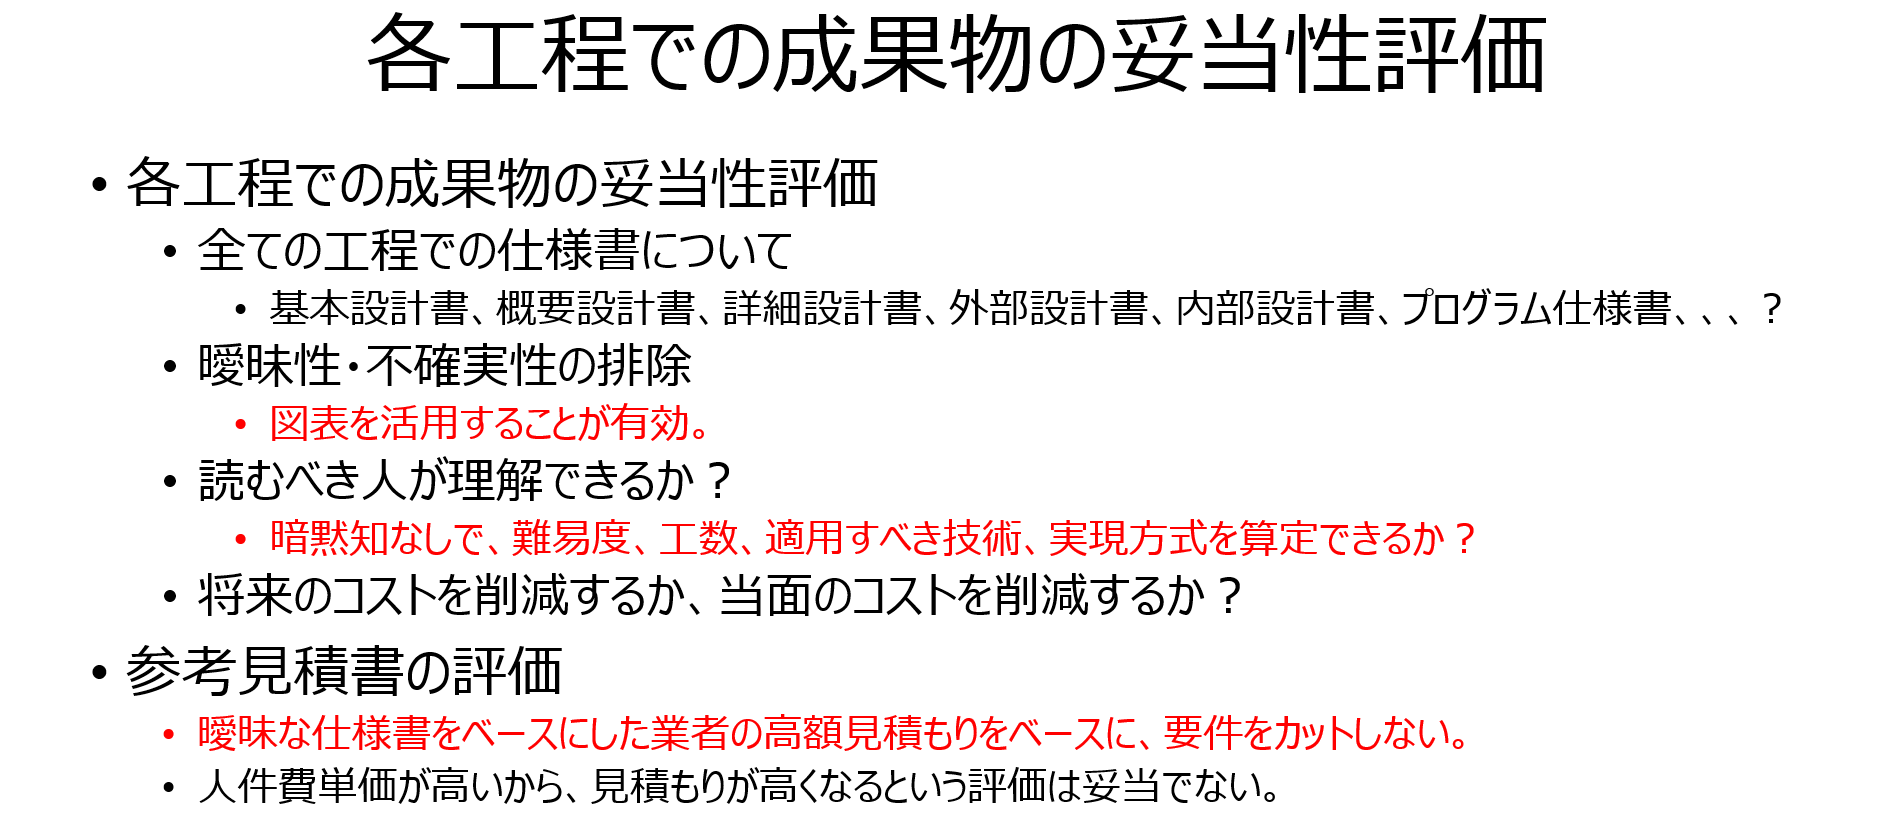 各工程での成果物の妥当性評価
• 各工程での成果物の妥当性評価
• 全ての工程での仕様書について
• 基本設計書、概要設計書、詳細設計書、外部設計書、内部設計書、プログラム仕様書、、、？
• 曖昧性・不確実性の排除
• 図表を活用することが有効。
• 読むべき人が理解できるか？
• 暗黙知なしで、難易度、工数、適用すべき技術、実現方式を算定できるか？
• 将来のコストを削減するか、当面のコストを削減するか？
• 参考見積書の評価
• 曖昧な仕様書をベースにした業者の高額見積もりをベースに、要件をカットしない。
• 人件費単価が高いから、見積もりが高くなるという評価は妥当でない。